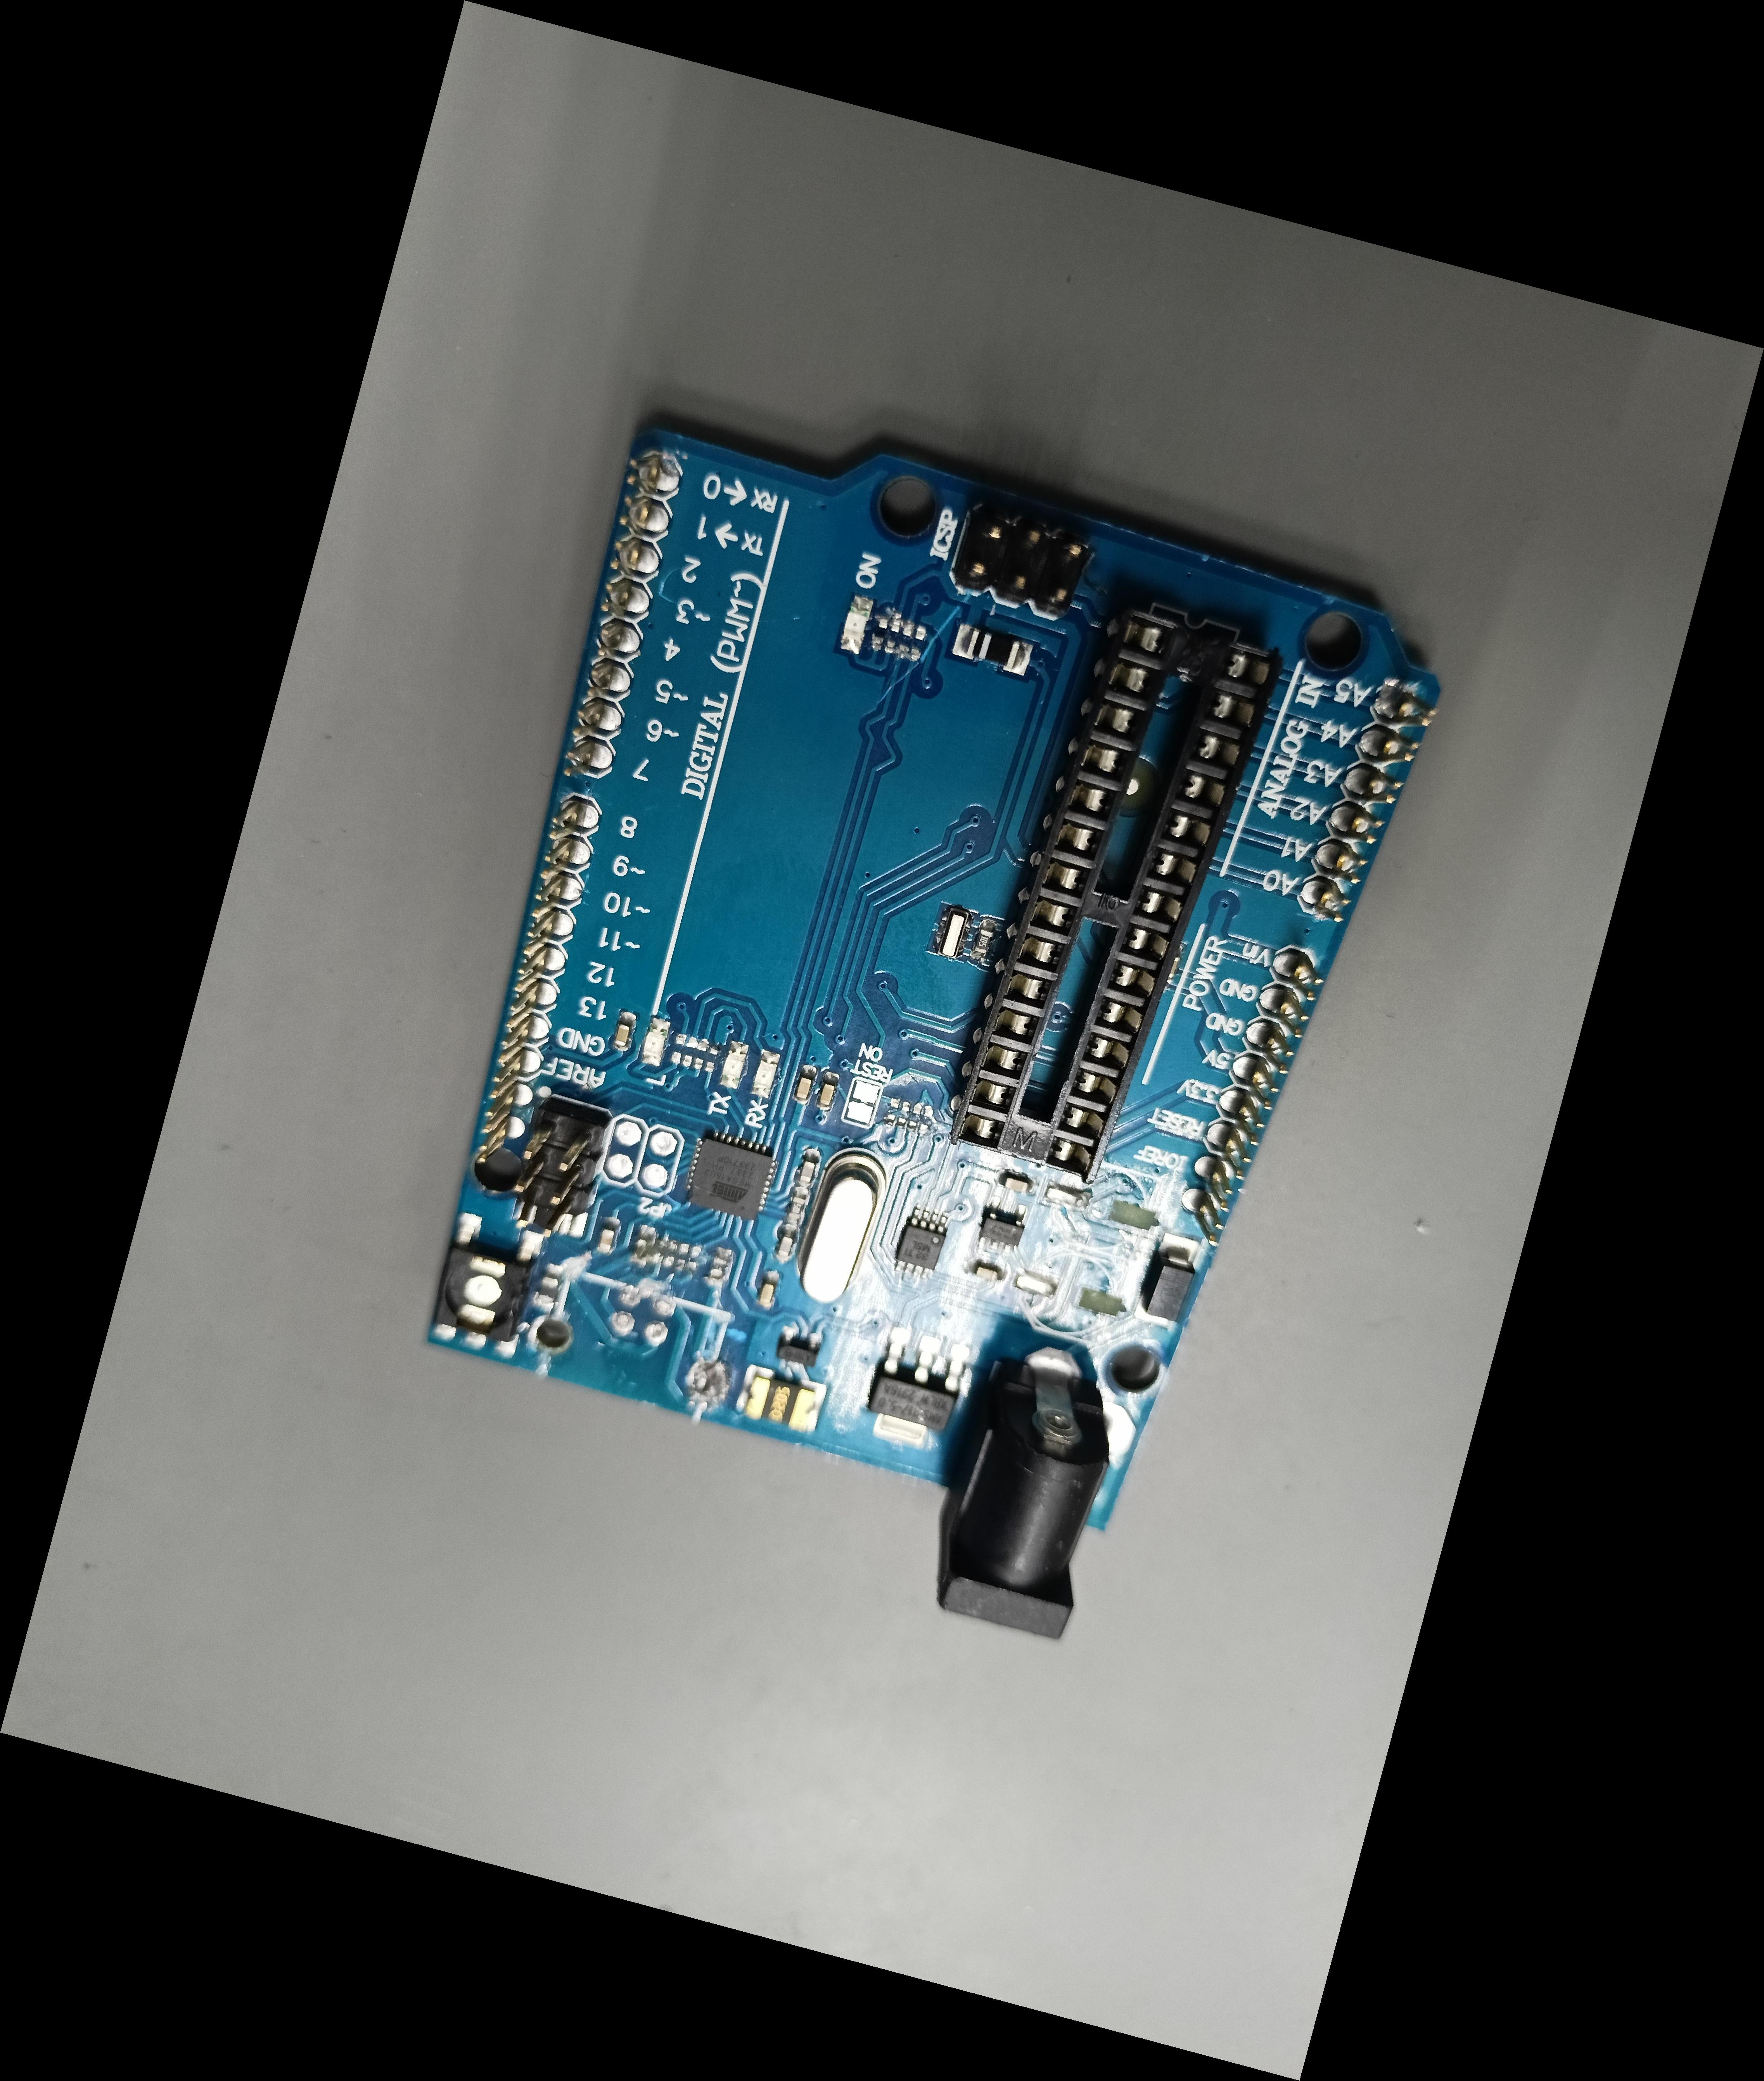 RX
←0
TX
→1
2
~3
4
~5
~6
7
DIGITAL (PWM~)
8
~9
~10
~11
12
13
GND
AREF
ON
ICSP
ANALOG IN
A5
A4
A3
A2
A1
A0
POWER
Vin
GND
GND
5V
3.3V
RESET
IOREF
L
TX
RX
RESET
JP2
ATMEL